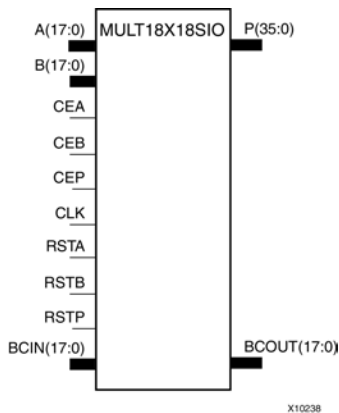 A(17:0) MULT18X18SIO P(35:0)
B(17:0)
CEA
CEB
CEP
CLK
RSTA
RSTB
RSTP
BCIN(17:0) BCOUT(17:0)
X10238